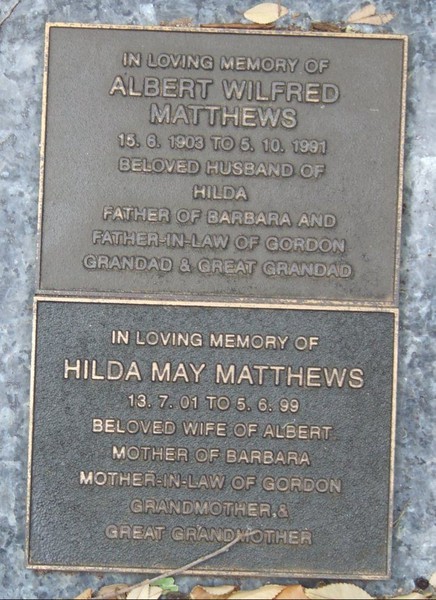 IN LOVING MEMORY OF
ALBERT WILFRED
MATTHEWS
15. 8. 1903 TO 5. 10. 1991
BELOVED HUSBAND OF
HILDA
FATHER OF BARBARA AND
FATHER-IN-LAW OF GORDON
GRANDAD & GREAT GRANDAD
IN LOVING MEMORY OF
HILDA MAY MATTHEWS
13. 7. 01 TO 5. 6. 99
BELOVED WIFE OF ALBERT
MOTHER OF BARBARA
MOTHER-IN-LAW OF GORDON
GRANDMOTHER &
GREAT GRANDMOTHER